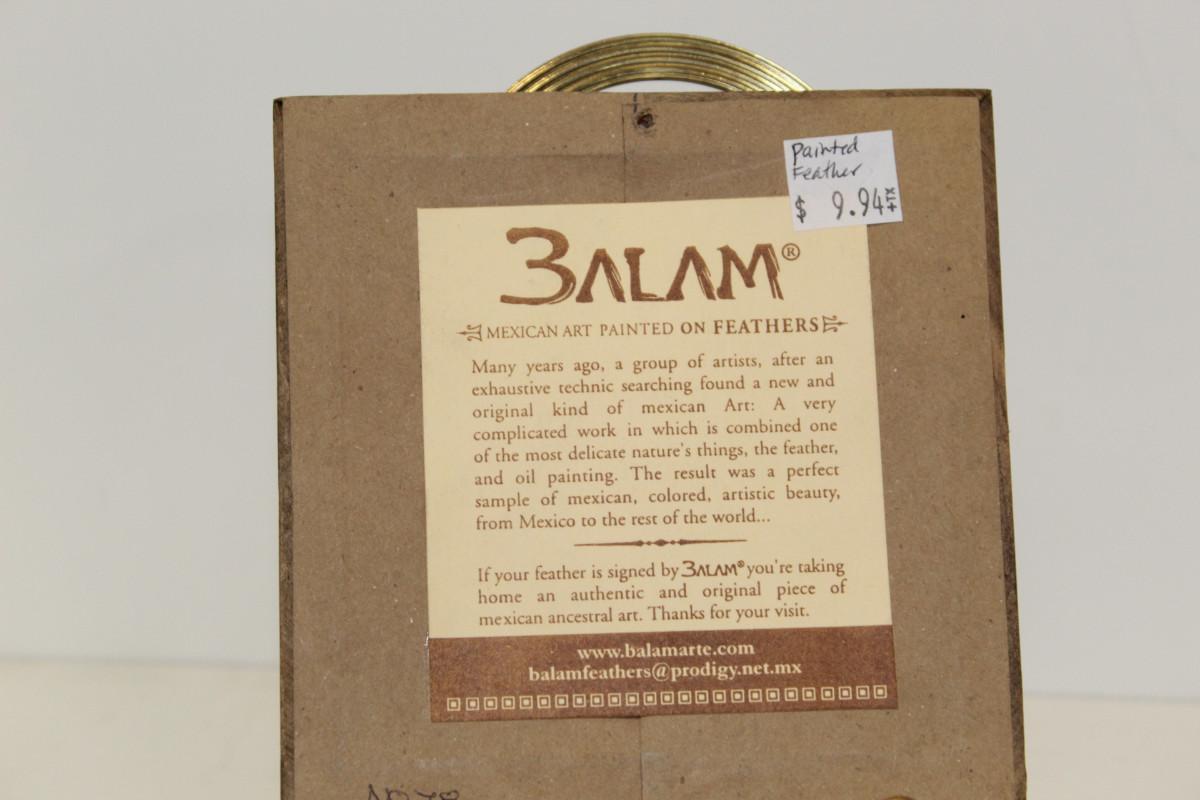 Painted
Feather
$ 9.94 +TX
BALAM®
MEXICAN ART PAINTED ON FEATHERS
Many years ago, a group of artists, after an
exhaustive technic searching found a new and
original kind of mexican Art: A very
complicated work in which is combined one
of the most delicate nature's things, the feather,
and oil painting. The result was a perfect
sample of mexican, colored, artistic beauty,
from Mexico to the rest of the world...
If your feather is signed by BALAM® you're taking
home an authentic and original piece of
mexican ancestral art. Thanks for your visit.
www.balamarte.com
balamfeathers@prodigy.net.mx